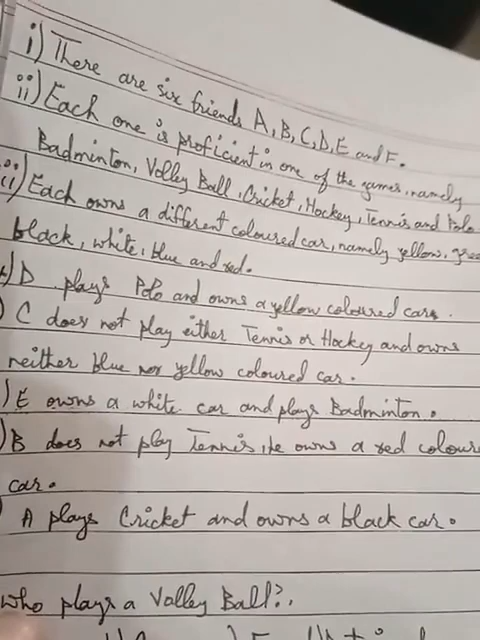 i) There are six friends A, B, C, D, E and F.
ii) Each one is proficient in one of the games, namely
Badminton, Volley Ball, Cricket, Hockey, Tennis and Polo
Each owns a different coloured car, namely yellow,
black, white, blue and red.
D plays Polo and owns a yellow coloured car.
C does not play either Tennis or Hockey and owns
neither blue nor yellow coloured car.
E owns a white car and plays Badminton.
B does not play Tennis, He owns a red
car.
A plays Cricket and owns a black car.
who plays a Valley Ball?